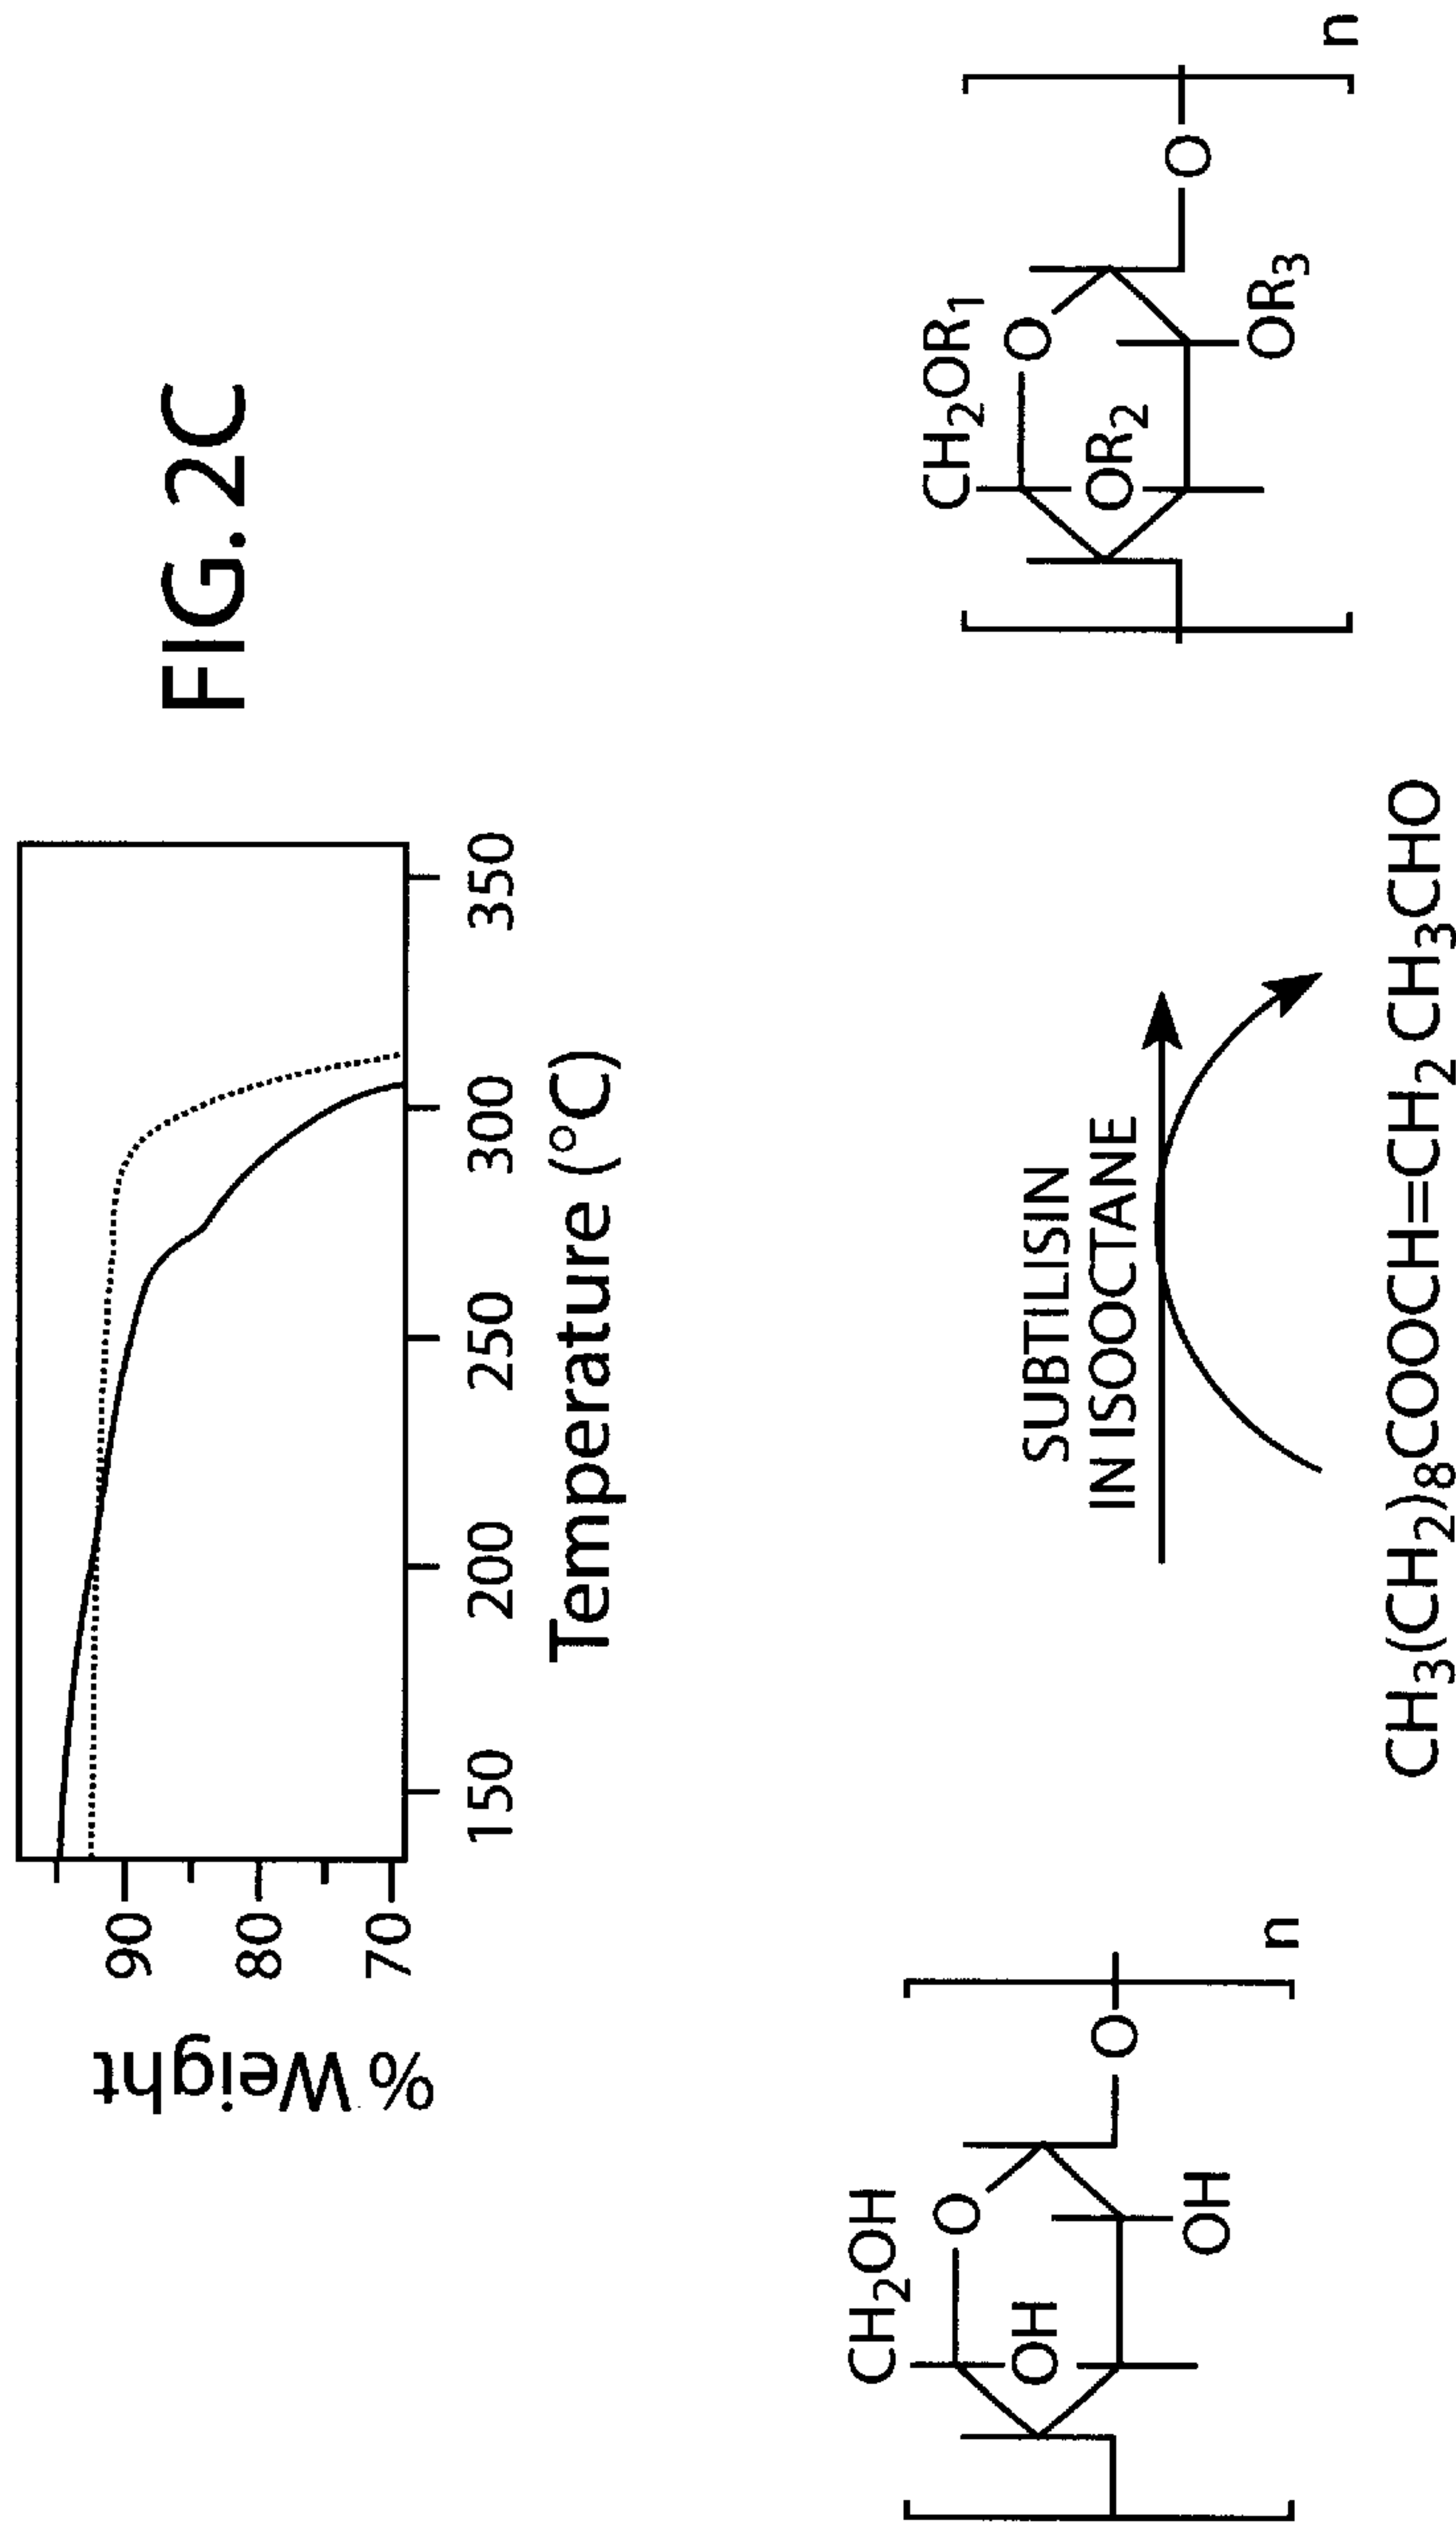 FIG. 2C
% Weight
90
80
70
150 200 250 300 350
Temperature (°C)
CH2OH
O
OH
OH
O
n
SUBTILISIN
IN ISOOCTANE
CH3(CH2)8COOCH=CH2 CH3CHO
CH2OR1
O
OR2
OR3
O
n